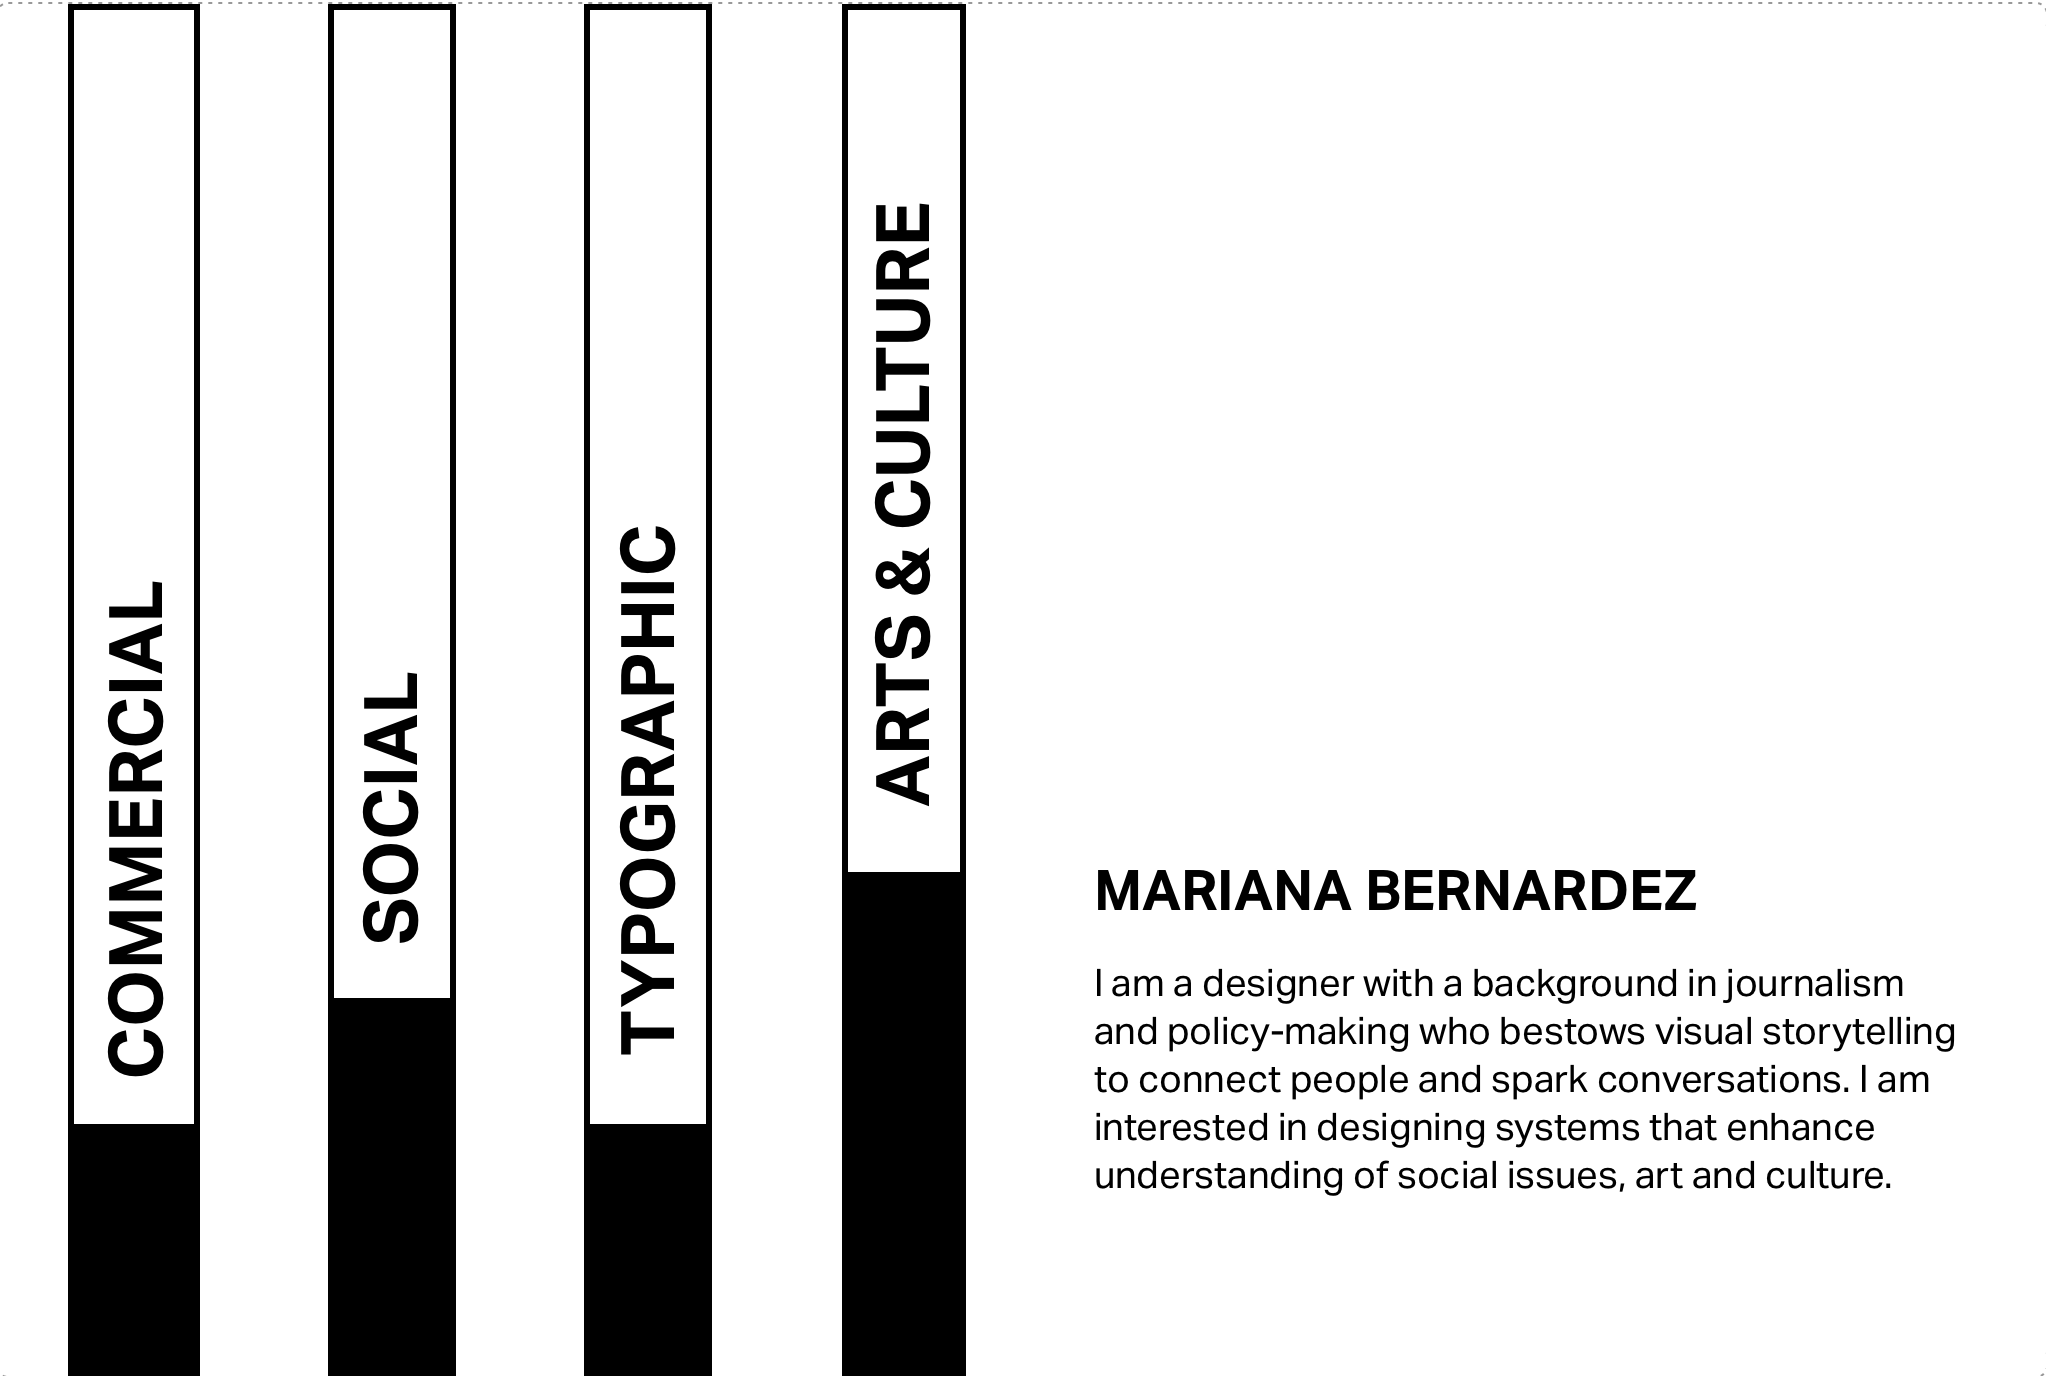 COMMERCIAL
SOCIAL
TYPOGRAPHIC
ARTS & CULTURE
MARIANA BERNARDEZ
I am a designer with a background in journalism
and policy-making who bestows visual storytelling
to connect people and spark conversations. I am
interested in designing systems that enhance
understanding of social issues, art and culture.